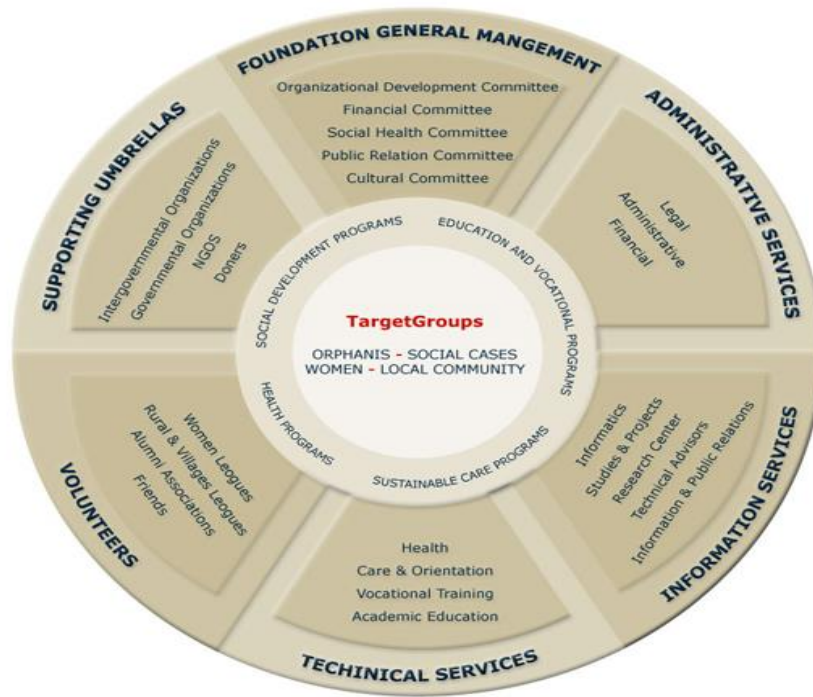 FOUNDATION GENERAL MANGEMENT
Organizational Development Committee
Financial Committee
Social Health Committee
Public Relation Committee
Cultural Committee
ADMINISTRATIVE SERVICES
Legal
Administrative
Financial
INFORMATION SERVICES
Informatics
Studies & Projects
Research Center
Technical Advisors
Information & Public Relations
TECHINICAL SERVICES
Health
Care & Orientation
Vocational Training
Academic Education
VOLUNTEERS
Women Leogues
Rural & Villages Leogues
Alumni Associations
Friends
SUPPORTING UMBRELLAS
Intergovernmental Organizations
Governmental Organizations
NGOS
Doners
SOCIAL DEVELOPMENT PROGRAMS
EDUCATION AND VOCATIONAL PROGRAMS
SUSTAINABLE CARE PROGRAMS
HEALTH PROGRAMS
TargetGroups
ORPHANIS - SOCIAL CASES
WOMEN - LOCAL COMMUNITY